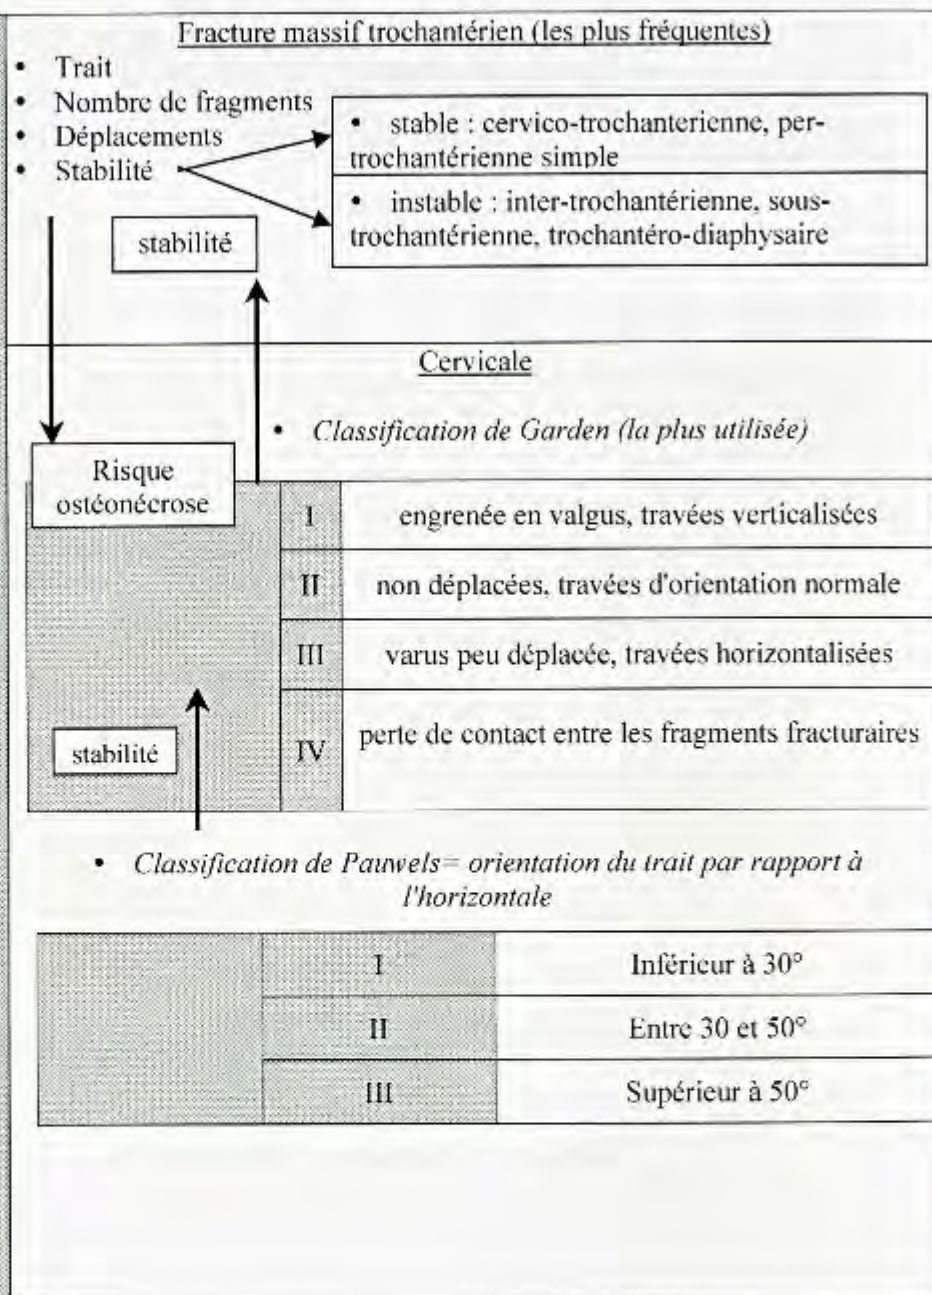 Fracture massif trochantérien (les plus fréquentes)
• Trait
• Nombre de fragments
• Déplacements
• Stabilité
• stable : cervico-trochanterienne, per-
trochantérienne simple
• instable : inter-trochantérienne, sous-
trochantérienne, trochantéro-diaphysaire
stabilité
Cervicale
• Classification de Garden (la plus utilisée)
Risque
ostéonécrose
I engrenée en valgus, travées verticalisées
II non déplacées, travées d'orientation normale
III varus peu déplacée, travées horizontalisées
IV perte de contact entre les fragments fracturaires
stabilité
• Classification de Pauwels= orientation du trait par rapport à
l'horizontale
I Inférieur à 30°
II Entre 30 et 50°
III Supérieur à 50°